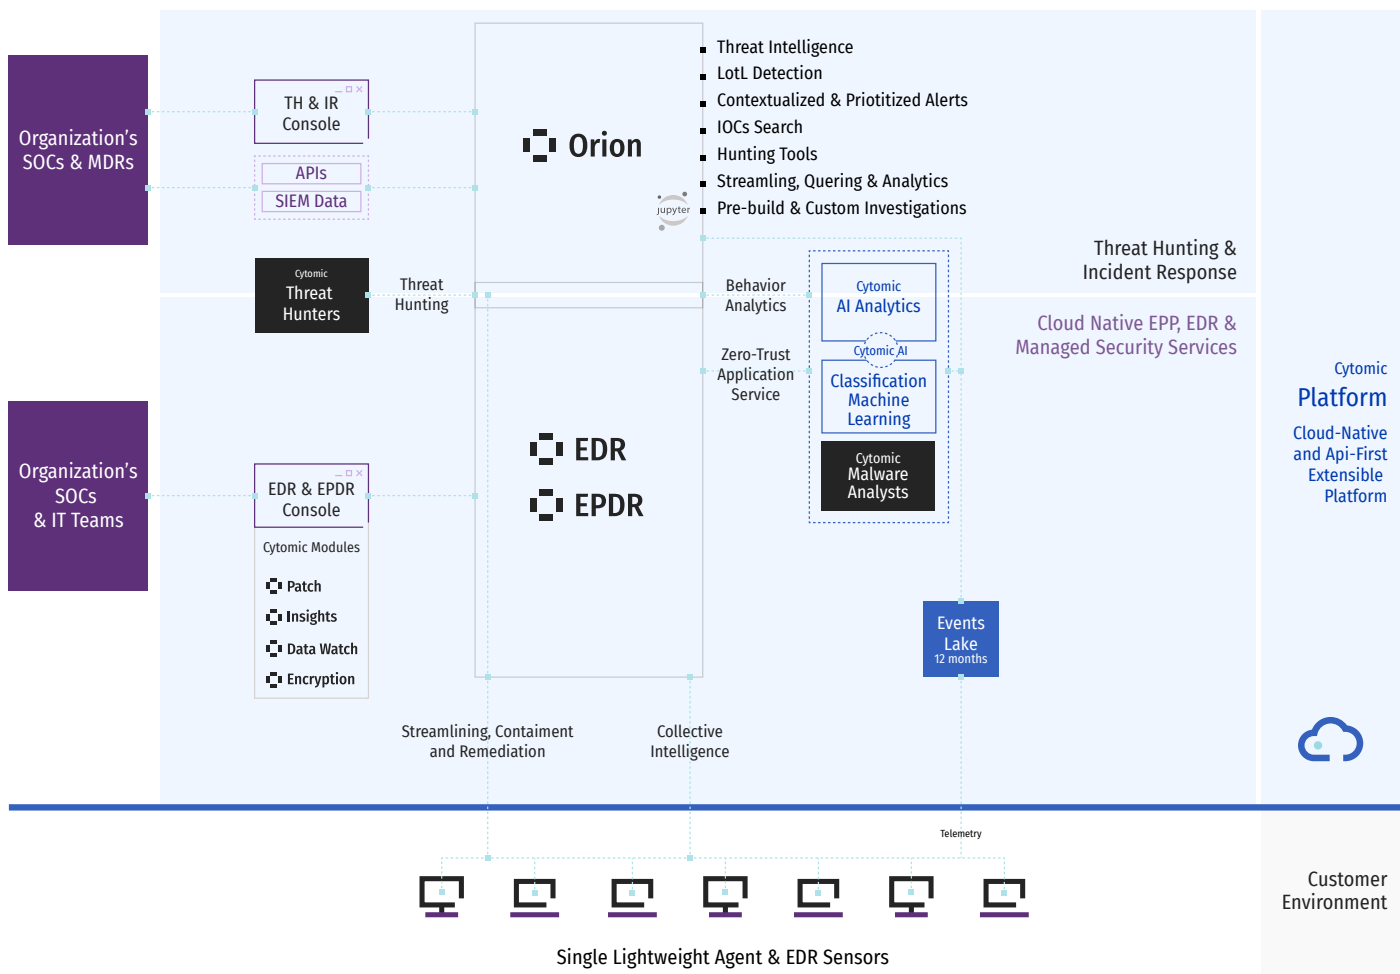 Organization's
SOCs & MDRs
TH & IR
Console
APIs
SIEM Data
Orion
jupyter
Threat Intelligence
LotL Detection
Contextualized & Priotitized Alerts
IOCs Search
Hunting Tools
Streamling, Quering & Analytics
Pre-build & Custom Investigations
Threat Hunting &
Incident Response
Cytomic
Threat
Hunters
Threat
Hunting
Behavior
Analytics
Cytomic
AI Analytics
Cytomic AI
Cloud Native EPP, EDR &
Managed Security Services
Zero-Trust
Application
Service
Classification
Machine
Learning
Cytomic
Malware
Analysts
Cytomic
Platform
Cloud-Native
and Api-First
Extensible
Platform
Organization's
SOCs
& IT Teams
EDR & EPDR
Console
Cytomic Modules
Patch
Insights
Data Watch
Encryption
EDR
EPDR
Events
Lake
12 months
Streamlining, Contaiment
and Remediation
Collective
Intelligence
Telemetry
Customer
Environment
Single Lightweight Agent & EDR Sensors